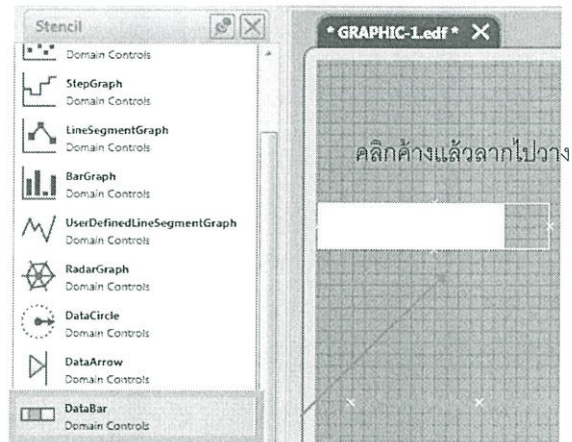 Stencil
Domain Controls
StepGraph
Domain Controls
LineSegmentGraph
Domain Controls
BarGraph
Domain Controls
UserDefinedLineSegmentGraph
Domain Controls
RadarGraph
Domain Controls
DataCircle
Domain Controls
DataArrow
Domain Controls
DataBar
Domain Controls
* GRAPHIC-1.edf *
คลิกค้างแล้วลากไปวาง